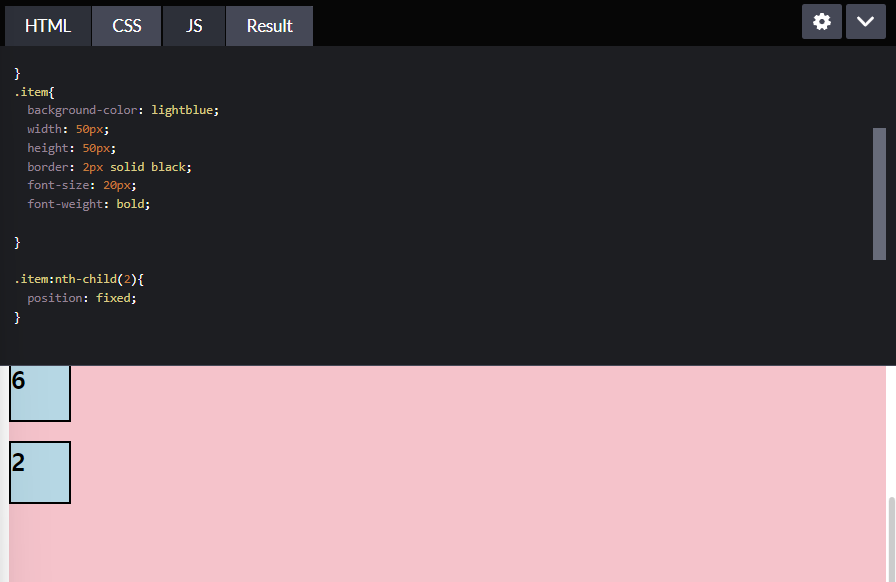 HTML CSS JS Result
}
.item{
background-color: lightblue;
width: 50px;
height: 50px;
border: 2px solid black;
font-size: 20px;
font-weight: bold;
}
.item:nth-child(2){
position: fixed;
}
6
2